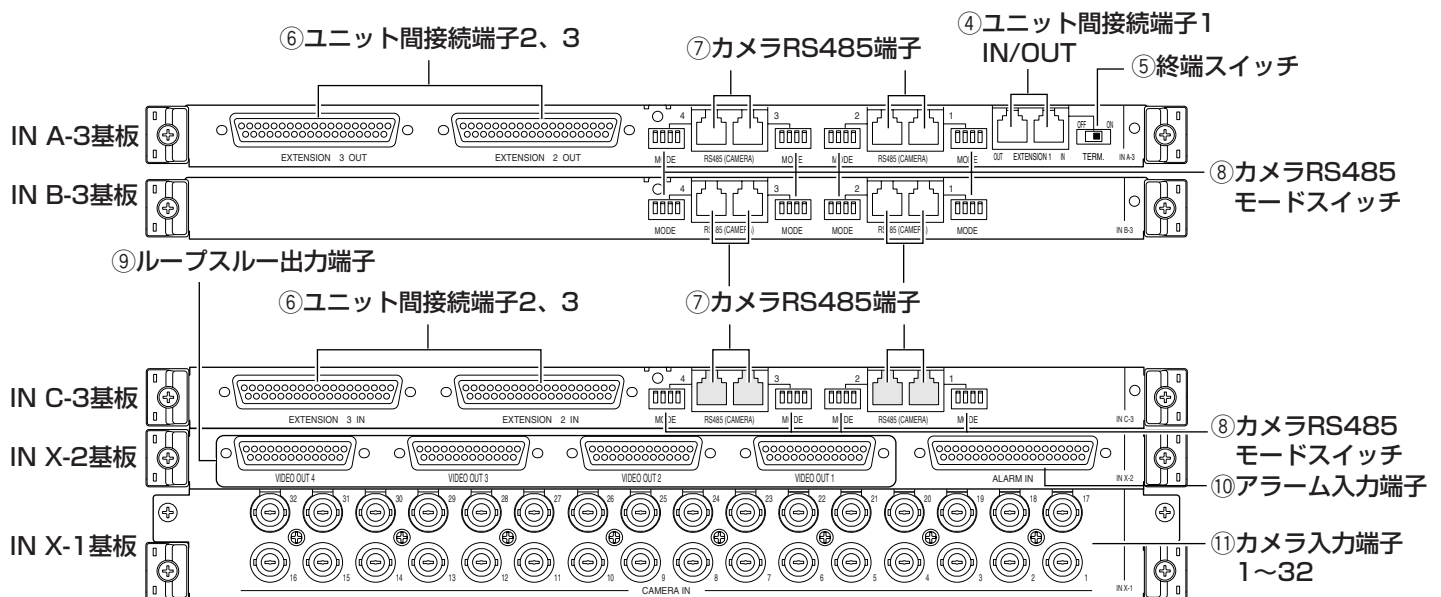 ⑥ユニット間接続端子2、3
⑦カメラRS485端子
④ユニット間接続端子1
IN/OUT
⑤終端スイッチ
IN A-3基板
4 3 2 1
OFF ON
EXTENSION 3 OUT EXTENSION 2 OUT MODE RS485 (CAMERA) MODE MODE RS485 (CAMERA) MODE OUT EXTENSION 1 IN TERM. IN A-3
⑧カメラRS485
モードスイッチ
IN B-3基板
4 3 2 1
MODE RS485 (CAMERA) MODE MODE RS485 (CAMERA) MODE IN B-3
⑨ループスルー出力端子
⑥ユニット間接続端子2、3
⑦カメラRS485端子
IN C-3基板
4 3 2 1
EXTENSION 3 IN EXTENSION 2 IN MODE RS485 (CAMERA) MODE MODE RS485 (CAMERA) MODE IN C-3
⑧カメラRS485
モードスイッチ
IN X-2基板
VIDEO OUT 4 VIDEO OUT 3 VIDEO OUT 2 VIDEO OUT 1 ALARM IN IN X-2
⑩アラーム入力端子
32 31 30 29 28 27 26 25 24 23 22 21 20 19 18 17
IN X-1基板
⑪カメラ入力端子
1〜32
16 15 14 13 12 11 10 9 8 7 6 5 4 3 2 1
CAMERA IN IN X-1